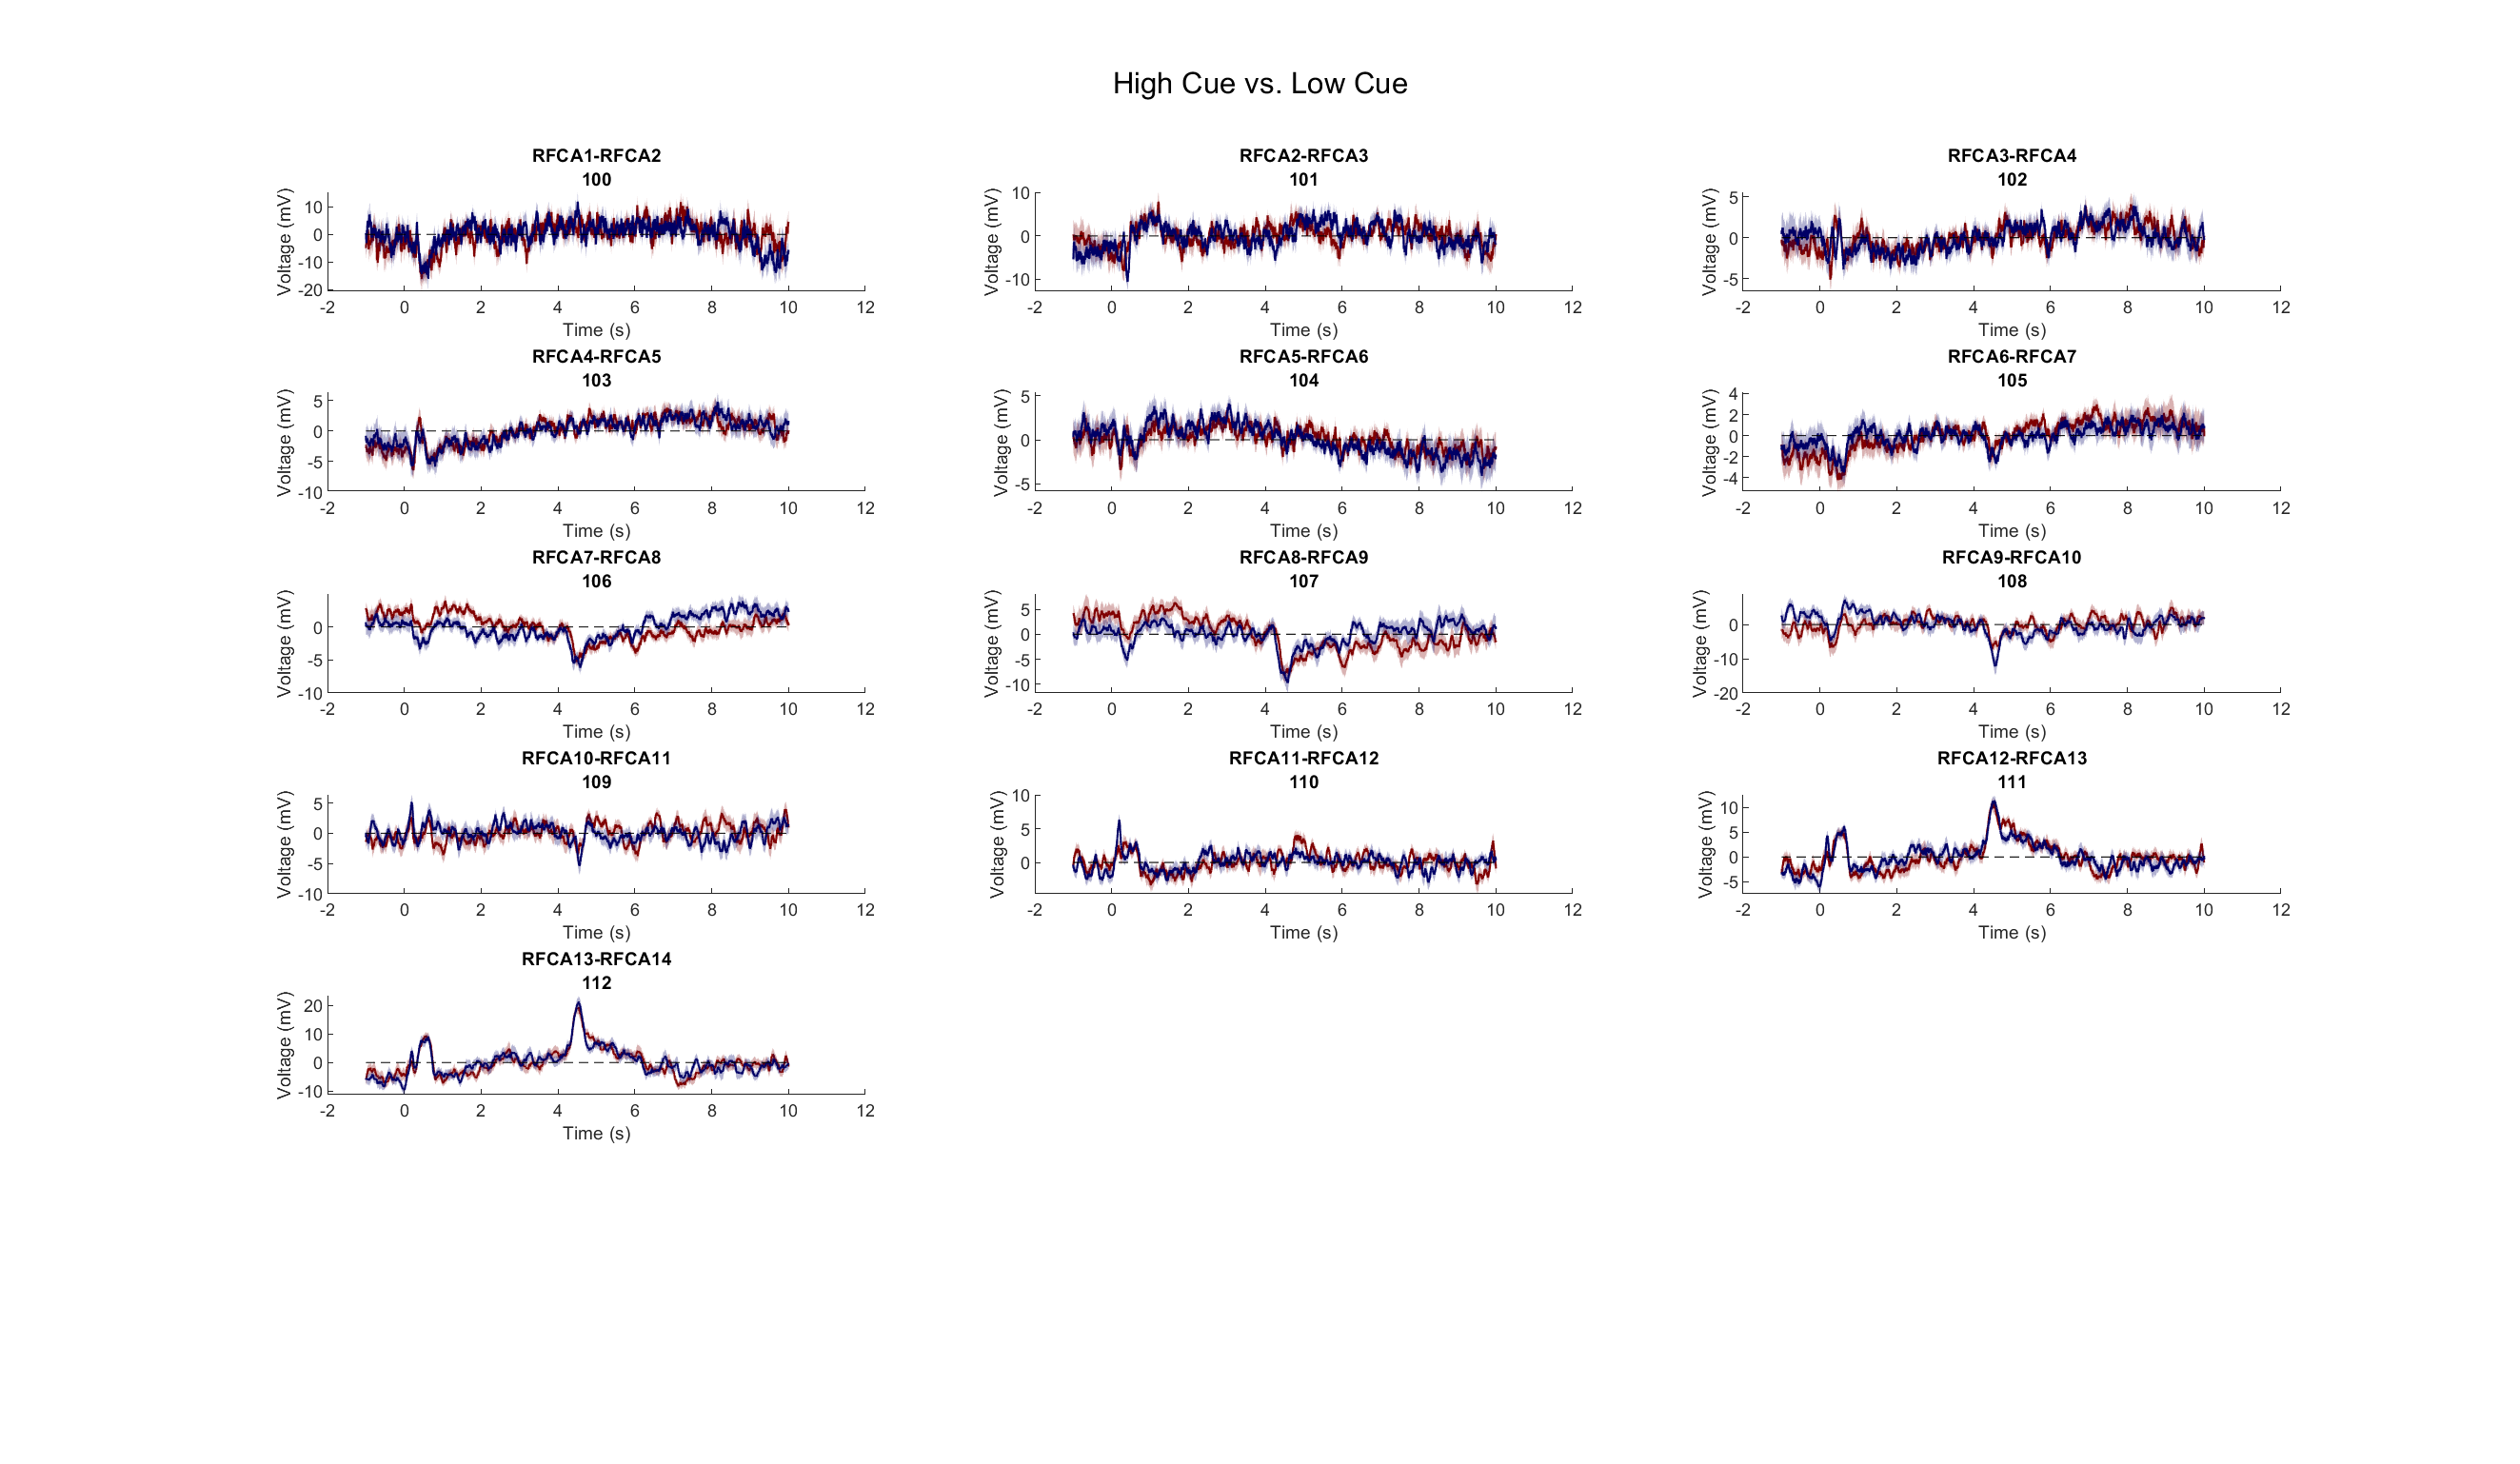 High Cue vs. Low Cue
RFCA1-RFCA2
100
Voltage (mV)
10
0
-10
-20
-2 0 2 4 6 8 10 12
Time (s)
RFCA2-RFCA3
101
Voltage (mV)
10
0
-10
-2 0 2 4 6 8 10 12
Time (s)
RFCA3-RFCA4
102
Voltage (mV)
5
0
-5
-2 0 2 4 6 8 10 12
Time (s)
RFCA4-RFCA5
103
Voltage (mV)
5
0
-5
-10
-2 0 2 4 6 8 10 12
Time (s)
RFCA5-RFCA6
104
Voltage (mV)
5
0
-5
-2 0 2 4 6 8 10 12
Time (s)
RFCA6-RFCA7
105
Voltage (mV)
4
2
0
-2
-4
-2 0 2 4 6 8 10 12
Time (s)
RFCA7-RFCA8
106
Voltage (mV)
0
-5
-10
-2 0 2 4 6 8 10 12
Time (s)
RFCA8-RFCA9
107
Voltage (mV)
5
0
-5
-10
-2 0 2 4 6 8 10 12
Time (s)
RFCA9-RFCA10
108
Voltage (mV)
0
-10
-20
-2 0 2 4 6 8 10 12
Time (s)
RFCA10-RFCA11
109
Voltage (mV)
5
0
-5
-10
-2 0 2 4 6 8 10 12
Time (s)
RFCA11-RFCA12
110
Voltage (mV)
10
5
0
-2 0 2 4 6 8 10 12
Time (s)
RFCA12-RFCA13
111
Voltage (mV)
10
5
0
-5
-2 0 2 4 6 8 10 12
Time (s)
RFCA13-RFCA14
112
Voltage (mV)
20
10
0
-10
-2 0 2 4 6 8 10 12
Time (s)